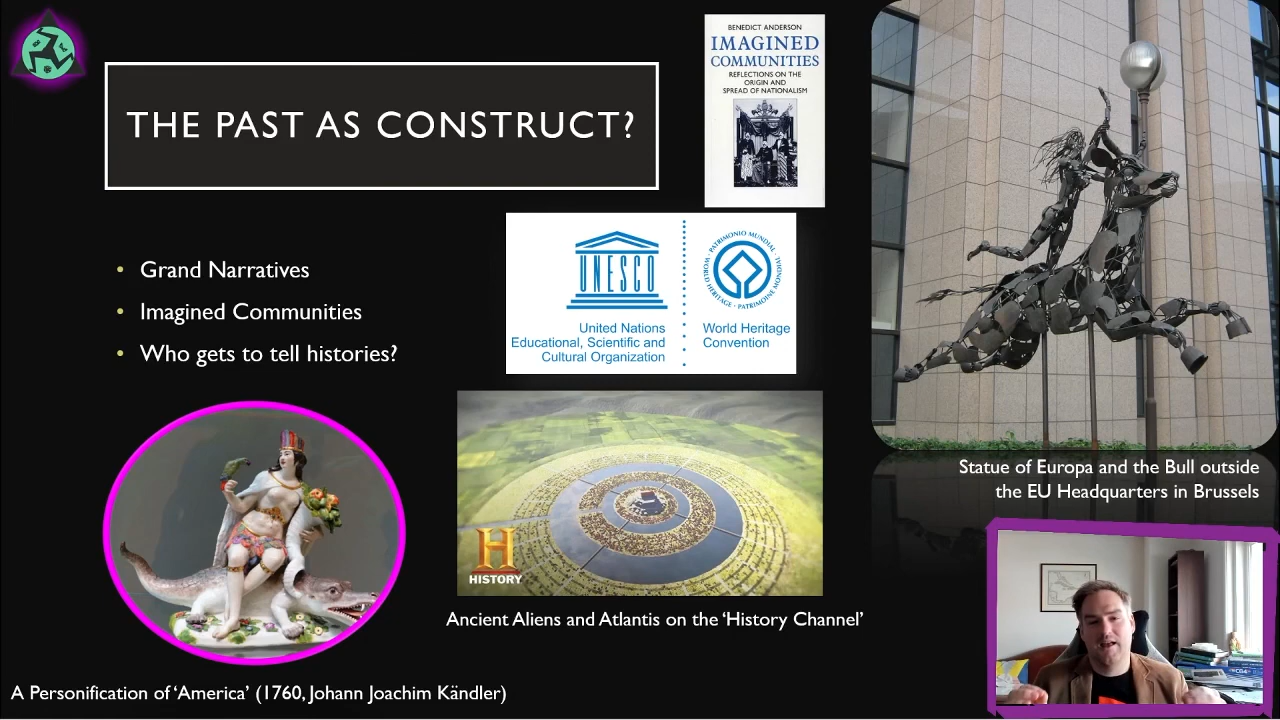 THE PAST AS CONSTRUCT?
BENEDICT ANDERSON
IMAGINED
COMMUNITIES
REFLECTIONS ON THE
ORIGIN AND
SPREAD OF NATIONALISM
• Grand Narratives
• Imagined Communities
• Who gets to tell histories?
UNESCO
United Nations
Educational, Scientific and
Cultural Organization
PATRIMONIO MUNDIAL • WORLD HERITAGE • PATRIMOINE MONDIAL •
World Heritage
Convention
H
HISTORY
Ancient Aliens and Atlantis on the ‘History Channel’
Statue of Europa and the Bull outside
the EU Headquarters in Brussels
A Personification of ‘America’ (1760, Johann Joachim Kändler)